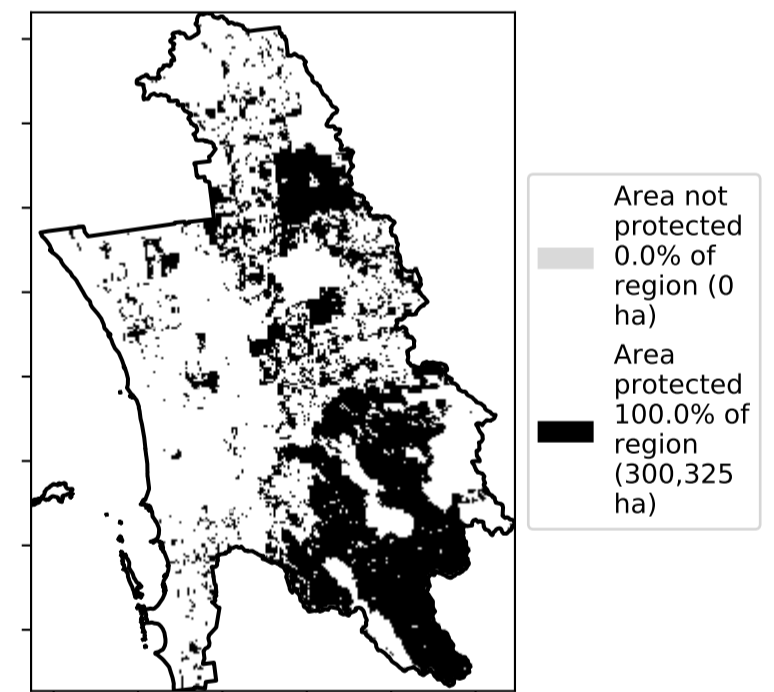 Area not
protected
0.0% of
region (0
ha)
Area
protected
100.0% of
region
(300,325
ha)